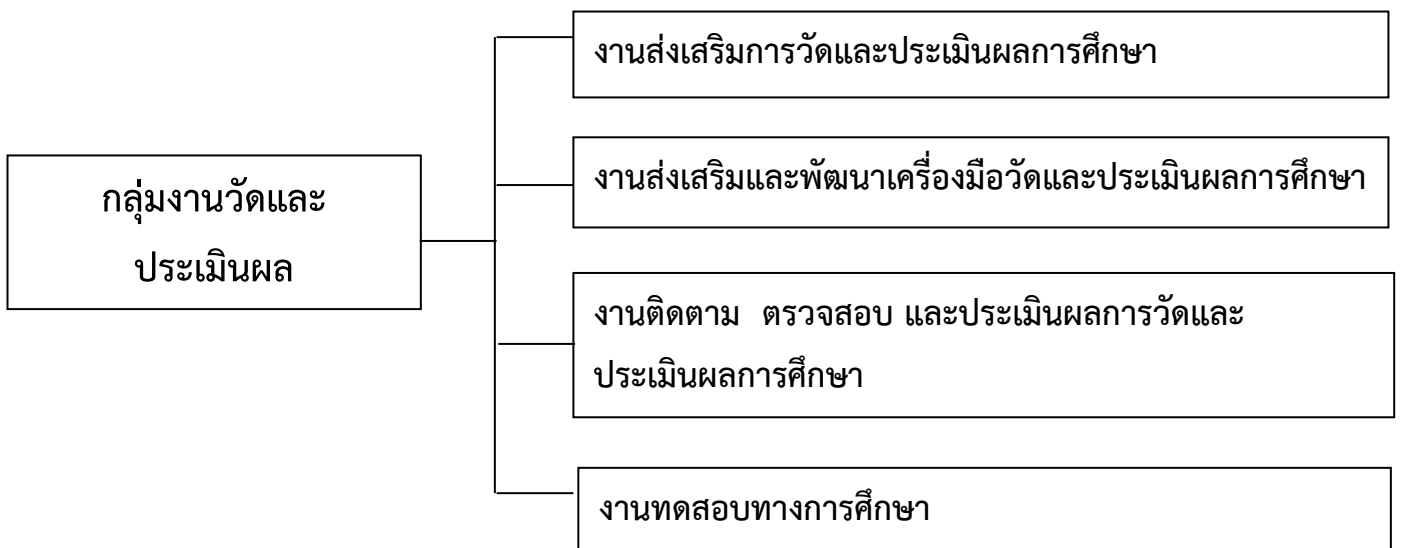 งานส่งเสริมการวัดและประเมินผลการศึกษา
งานส่งเสริมและพัฒนาเครื่องมือวัดและประเมินผลการศึกษา
กลุ่มงานวัดและ
ประเมินผล
งานติดตาม ตรวจสอบ และประเมินผลการวัดและ
ประเมินผลการศึกษา
งานทดสอบทางการศึกษา